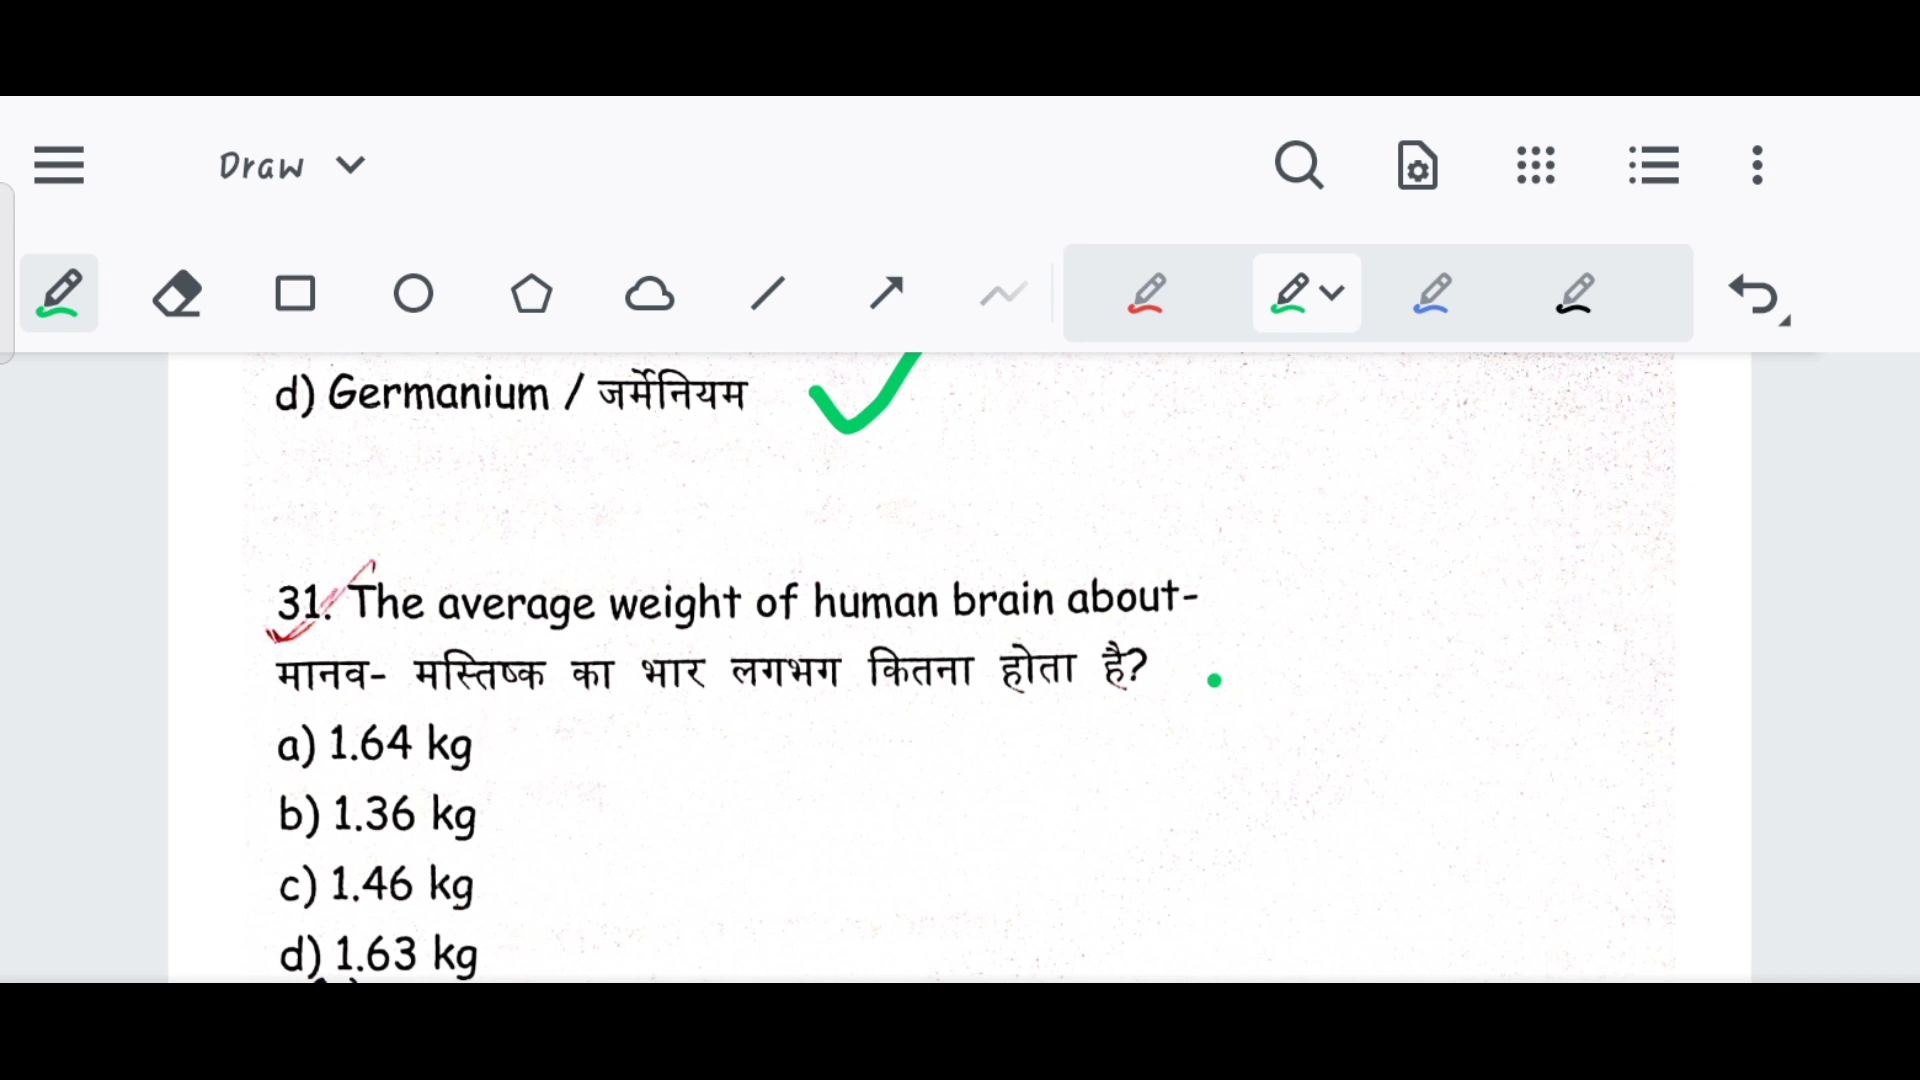 Draw
d) Germanium / जर्मेनियम
31. The average weight of human brain about-
मानव- मस्तिष्क का भार लगभग कितना होता है?
a) 1.64 kg
b) 1.36 kg
c) 1.46 kg
d) 1.63 kg